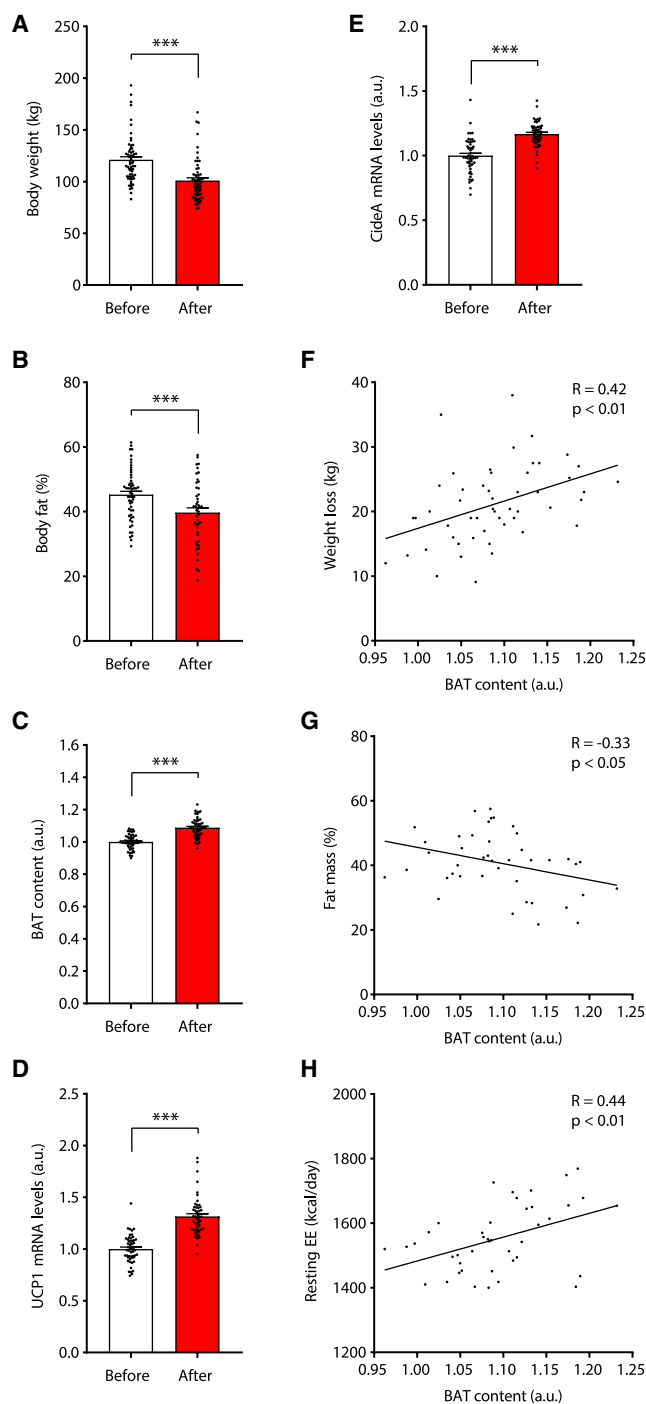 A
Body weight (kg)
250
200
150
100
50
0
***
Before After
E
CideA mRNA levels (a.u.)
2.0
1.5
1.0
0.5
0.0
***
Before After
B
Body fat (%)
80
60
40
20
0
***
Before After
F
Weight loss (kg)
40
30
20
10
0
R = 0.42
p < 0.01
0.95 1.00 1.05 1.10 1.15 1.20 1.25
BAT content (a.u.)
C
BAT content (a.u.)
1.6
1.4
1.2
1.0
0.8
0.6
0.4
0.2
0.0
***
Before After
G
Fat mass (%)
80
60
40
20
0
R = -0.33
p < 0.05
0.95 1.00 1.05 1.10 1.15 1.20 1.25
BAT content (a.u.)
D
UCP1 mRNA levels (a.u.)
2.5
2.0
1.5
1.0
0.5
0.0
***
Before After
H
Resting EE (kcal/day)
2000
1800
1600
1400
1200
R = 0.44
p < 0.01
0.95 1.00 1.05 1.10 1.15 1.20 1.25
BAT content (a.u.)